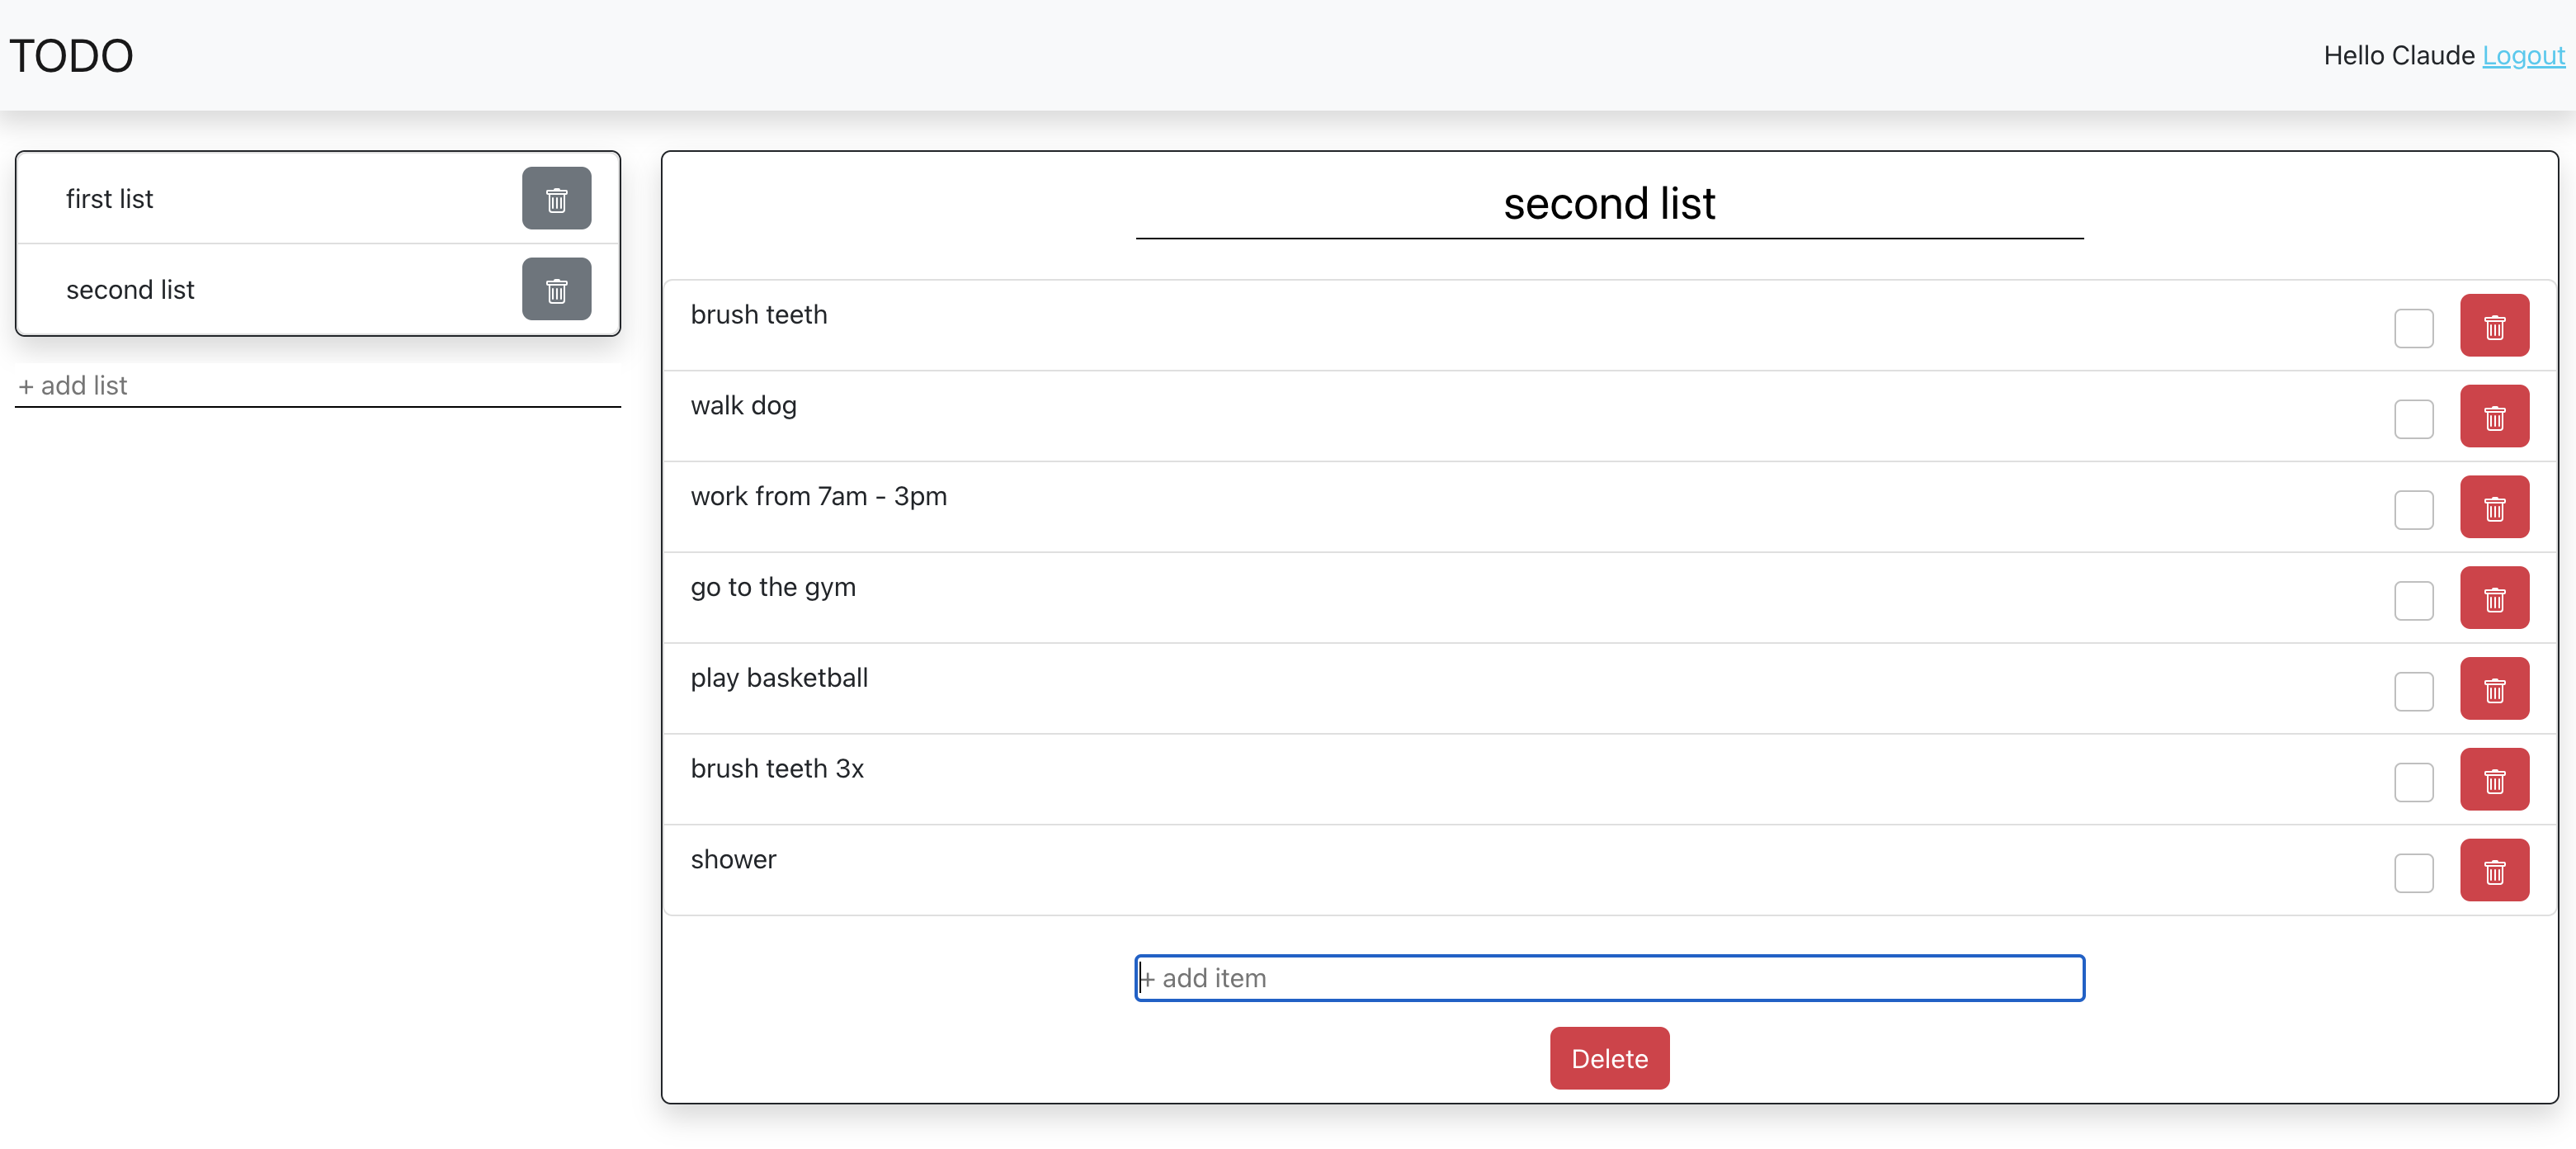 TODO
Hello Claude Logout
first list
second list
+ add list
second list
brush teeth
walk dog
work from 7am - 3pm
go to the gym
play basketball
brush teeth 3x
shower
+ add item
Delete